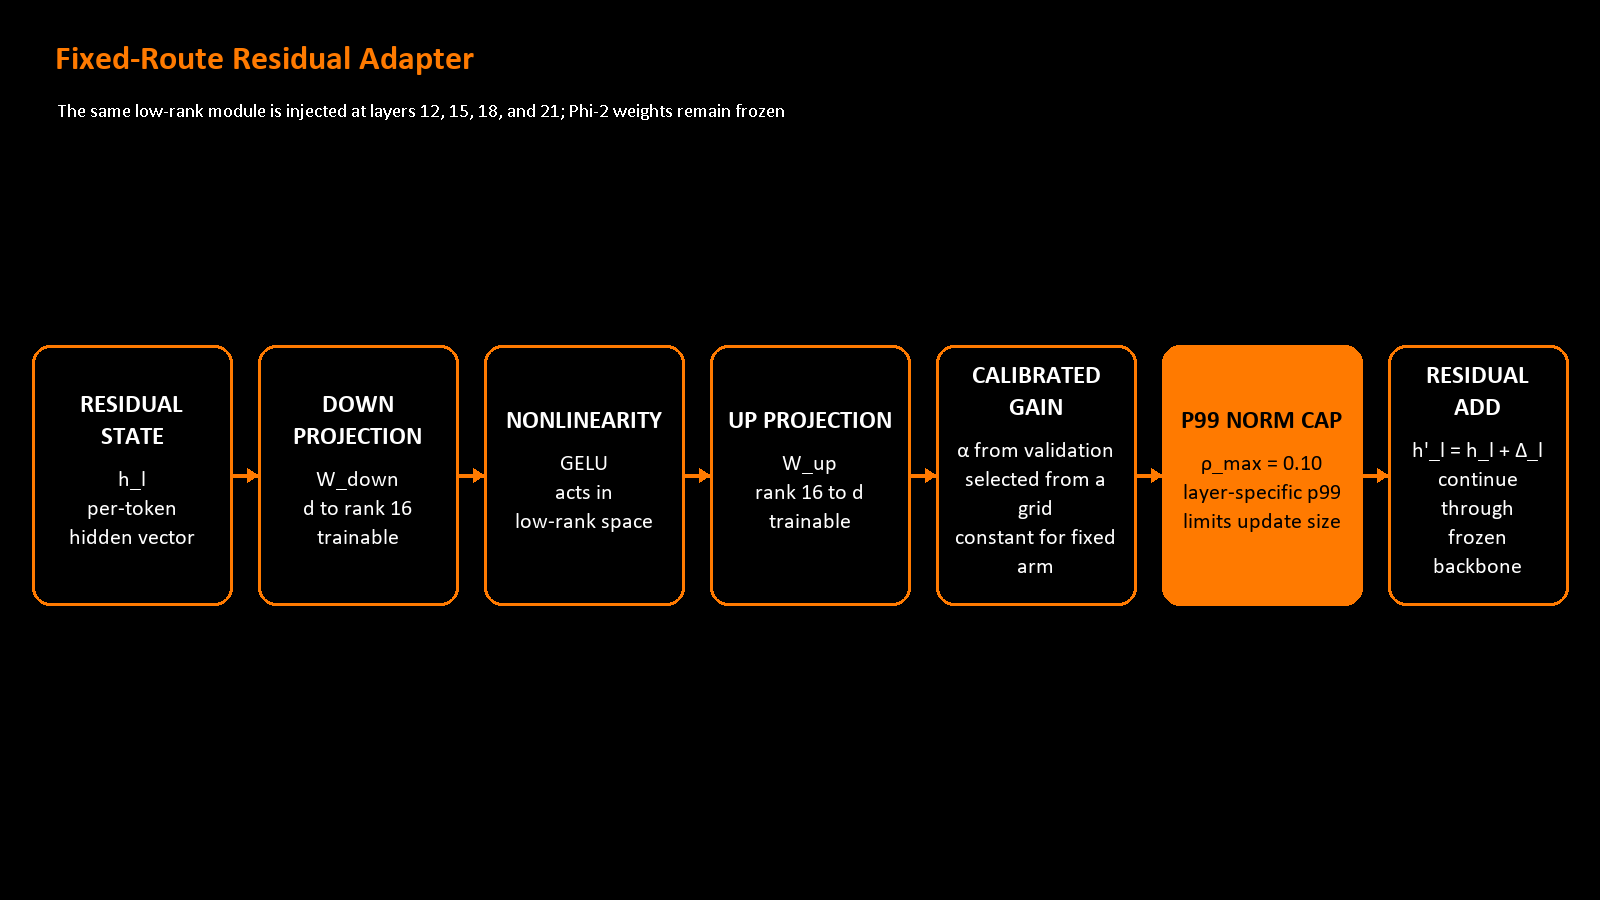 Fixed-Route Residual Adapter
The same low-rank module is injected at layers 12, 15, 18, and 21; Phi-2 weights remain frozen
RESIDUAL
STATE
h_l
per-token
hidden vector
DOWN
PROJECTION
W_down
d to rank 16
trainable
NONLINEARITY
GELU
acts in
low-rank space
UP PROJECTION
W_up
rank 16 to d
trainable
CALIBRATED
GAIN
α from validation
α selected from a
grid
constant for fixed
arm
P99 NORM CAP
ρ_max = 0.10
layer-specific p99
limits update size
RESIDUAL
ADD
h'_l = h_l + Δ_l
continue
through
frozen
backbone